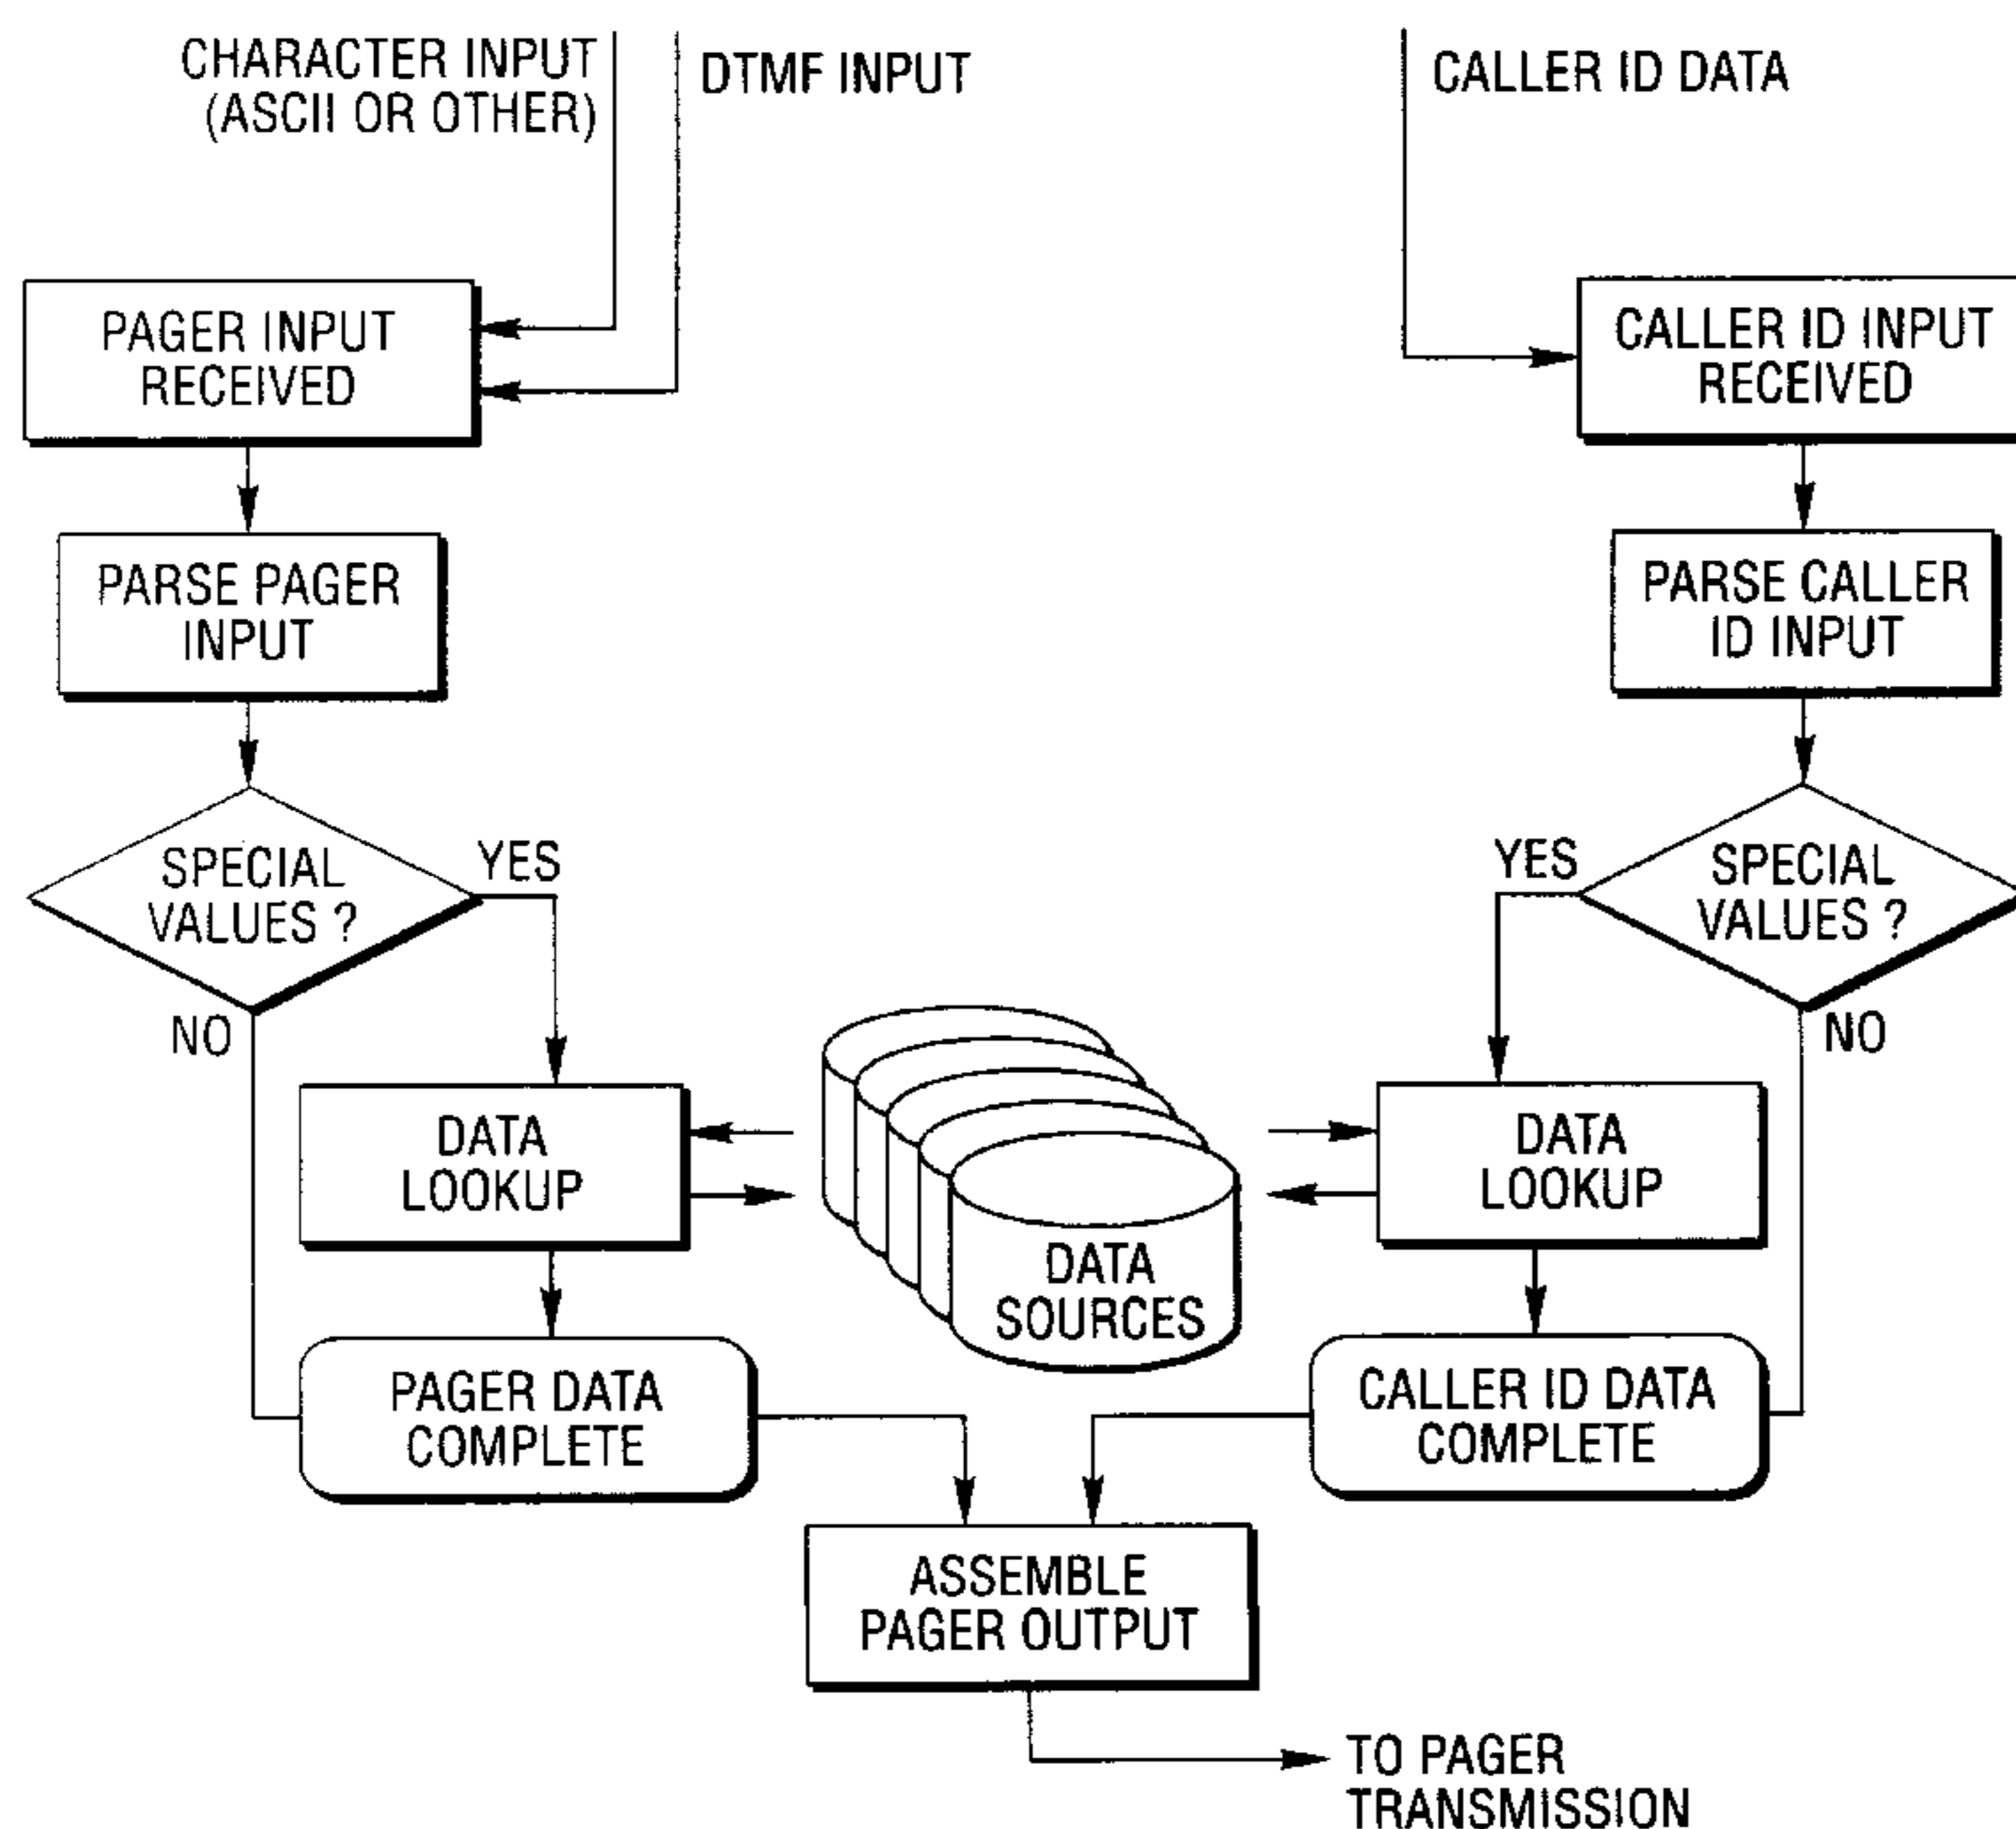 CHARACTER INPUT
(ASCII OR OTHER)
DTMF INPUT
CALLER ID DATA
PAGER INPUT
RECEIVED
CALLER ID INPUT
RECEIVED
PARSE PAGER
INPUT
PARSE CALLER
ID INPUT
SPECIAL
VALUES ?
YES
NO
YES
SPECIAL
VALUES ?
NO
DATA
LOOKUP
DATA
SOURCES
DATA
LOOKUP
PAGER DATA
COMPLETE
CALLER ID DATA
COMPLETE
ASSEMBLE
PAGER OUTPUT
TO PAGER
TRANSMISSION